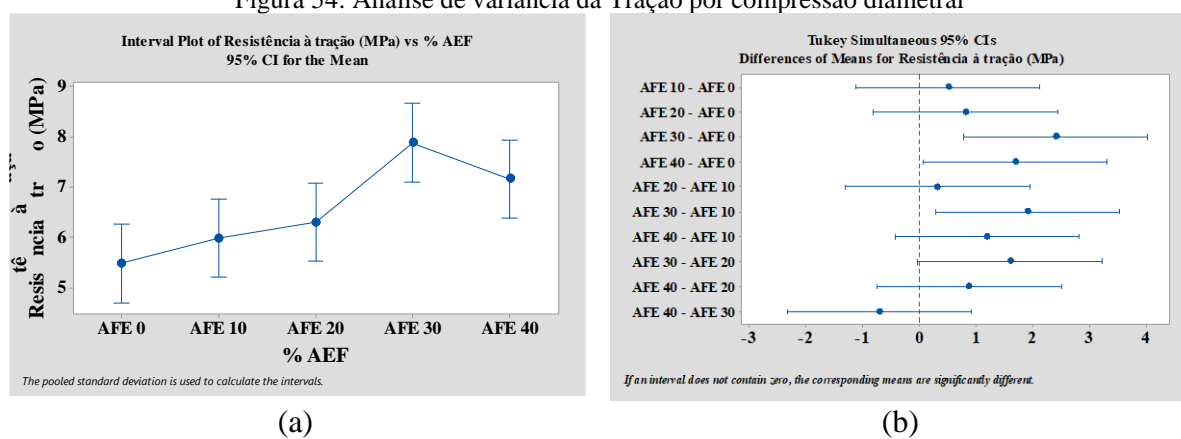 Figura 54: Análise de variância da Tração por compressão diametral
Interval Plot of Resistência à tração (MPa) vs % AEF
95% CI for the Mean
Resis tê ncia à tr o (MPa)
9
8
7
6
5
AFE 0 AFE 10 AFE 20 AFE 30 AFE 40
% AEF
The pooled standard deviation is used to calculate the intervals.
(a)
Tukey Simultaneous 95% CIs
Differences of Means for Resistência à tração (MPa)
AFE 10 - AFE 0
AFE 20 - AFE 0
AFE 30 - AFE 0
AFE 40 - AFE 0
AFE 20 - AFE 10
AFE 30 - AFE 10
AFE 40 - AFE 10
AFE 30 - AFE 20
AFE 40 - AFE 20
AFE 40 - AFE 30
-3 -2 -1 0 1 2 3 4
If an interval does not contain zero, the corresponding means are significantly different.
(b)